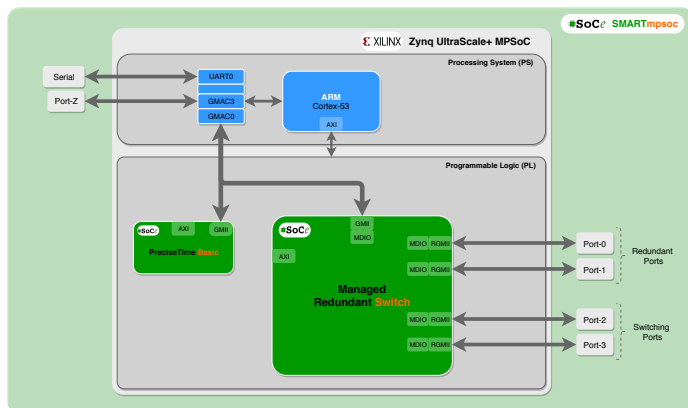 SoCe SMARTmpsoc
XILINX Zynq UltraScale+ MPSoC
Processing System (PS)
Serial
Port-Z
UART0
GMAC3
GMAC0
ARM
Cortex-53
AXI
Programmable Logic (PL)
SoCe
AXI
GMII
PreciseTime Basic
SoCe
GMII
MDIO
AXI
Managed
Redundant Switch
MDIO RGMII
MDIO RGMII
MDIO RGMII
MDIO RGMII
Port-0
Port-1
Redundant
Ports
Port-2
Port-3
Switching
Ports